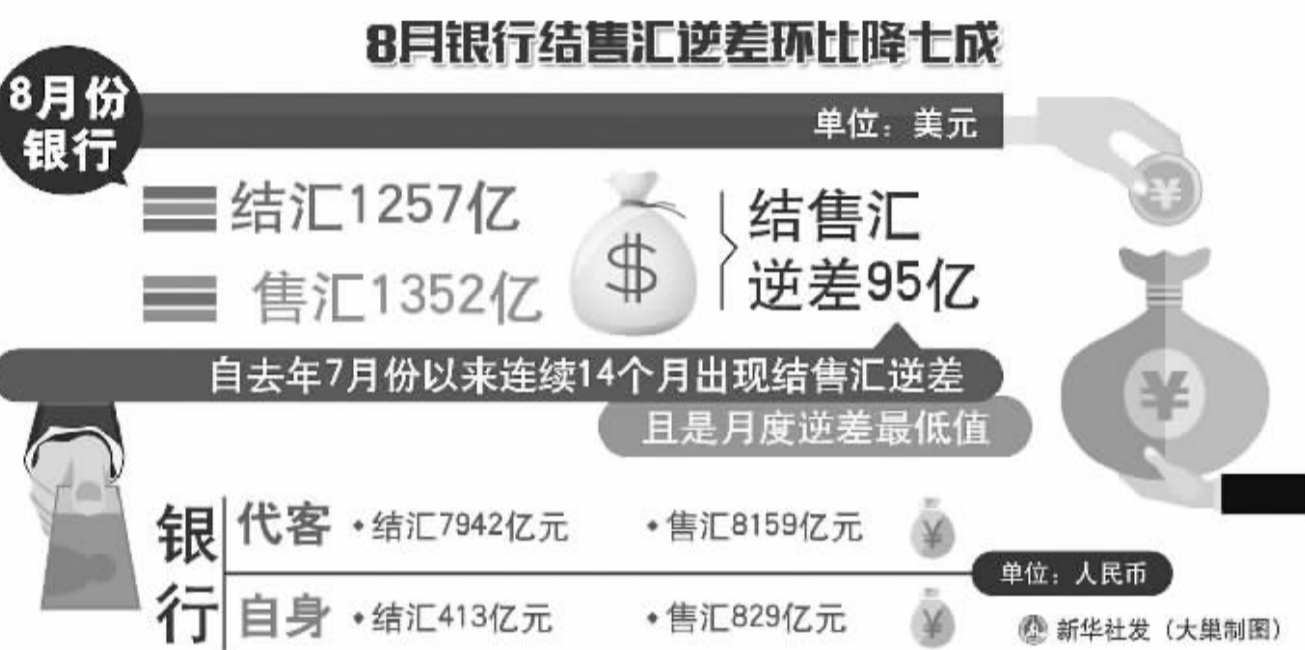 8月银行结售汇逆差环比降七成
8月份
银行
单位：美元
结汇1257亿
售汇1352亿
$
结售汇
逆差95亿
¥
¥
自去年7月份以来连续14个月出现结售汇逆差
且是月度逆差最低值
银行
代客 •结汇7942亿元 •售汇8159亿元 ¥
单位：人民币
自身 •结汇413亿元 •售汇829亿元 ¥
新华社发（大巢制图）